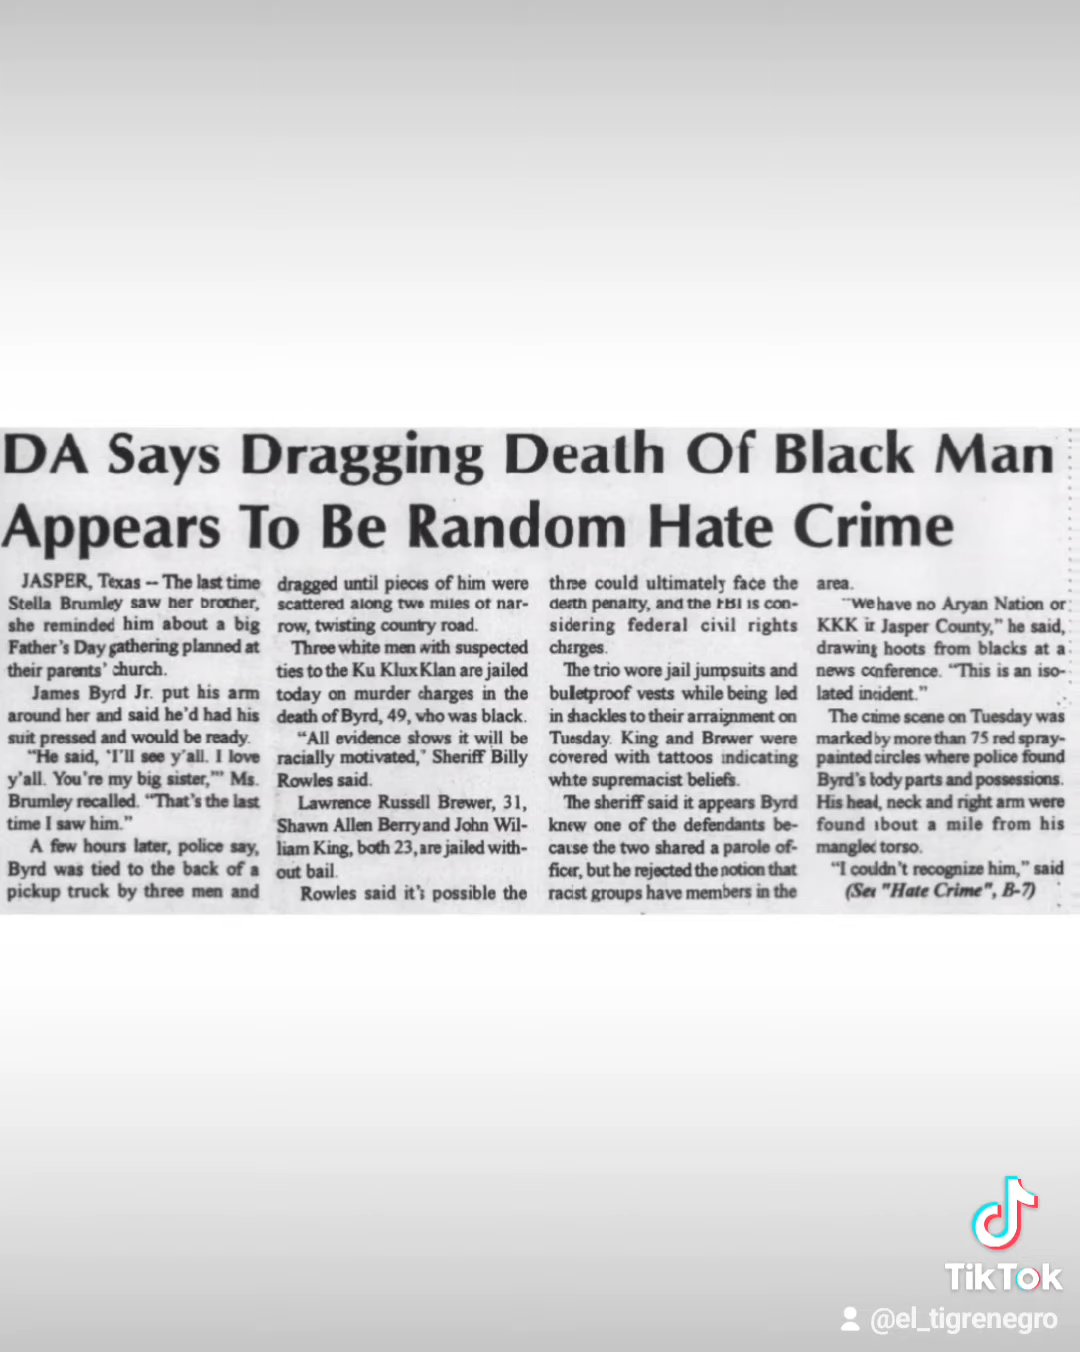 DA Says Dragging Death Of Black Man
Appears To Be Random Hate Crime
JASPER, Texas – The last time
Stella Brumley saw her brother,
she reminded him about a big
Father's Day gathering planned at
their parents' church.
James Byrd Jr. put his arm
around her and said he'd had his
suit pressed and would be ready.
"He said, 'I'll see y'all. I love
y'all. You're my big sister,'" Ms.
Brumley recalled. "That's the last
time I saw him."
A few hours later, police say,
Byrd was tied to the back of a
pickup truck by three men and
dragged until pieces of him were
scattered along two miles of nar-
row, twisting country road.
Three white men with suspected
ties to the Ku Klux Klan are jailed
today on murder charges in the
death of Byrd, 49, who was black.
"All evidence shows it will be
racially motivated," Sheriff Billy
Rowles said.
Lawrence Russell Brewer, 31,
Shawn Allen Berry and John Wil-
liam King, both 23, are jailed with-
out bail.
Rowles said it's possible the
three could ultimately face the
death penalty, and the FBI is con-
sidering federal civil rights
charges.
The trio wore jail jumpsuits and
bulletproof vests while being led
in shackles to their arraignment on
Tuesday. King and Brewer were
covered with tattoos indicating
white supremacist beliefs.
The sheriff said it appears Byrd
knew one of the defendants be-
cause the two shared a parole of-
ficer, but he rejected the notion that
racist groups have members in the
area.
"We have no Aryan Nation or
KKK in Jasper County," he said,
drawing hoots from blacks at a
news conference. "This is an iso-
lated incident."
The crime scene on Tuesday was
marked by more than 75 red spray-
painted circles where police found
Byrd's body parts and possessions.
His head, neck and right arm were
found about a mile from his
mangled torso.
"I couldn't recognize him," said
(See "Hate Crime", B-7)
TikTok
@el_tigrenegro